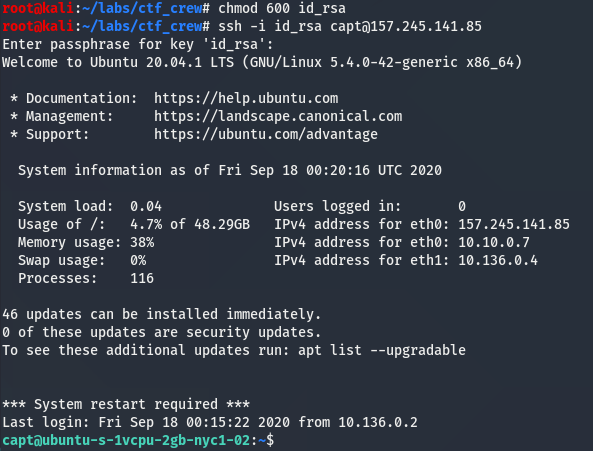 root@kali:~/labs/ctf_crew# chmod 600 id_rsa
root@kali:~/labs/ctf_crew# ssh -i id_rsa capt@157.245.141.85
Enter passphrase for key 'id_rsa':
Welcome to Ubuntu 20.04.1 LTS (GNU/Linux 5.4.0-42-generic x86_64)

 * Documentation:  https://help.ubuntu.com
 * Management:     https://landscape.canonical.com
 * Support:        https://ubuntu.com/advantage

  System information as of Fri Sep 18 00:20:16 UTC 2020

  System load:  0.04               Users logged in:       0
  Usage of /:   4.7% of 48.29GB    IPv4 address for eth0: 157.245.141.85
  Memory usage: 38%                IPv4 address for eth0: 10.10.0.7
  Swap usage:   0%                 IPv4 address for eth1: 10.136.0.4
  Processes:    116

46 updates can be installed immediately.
0 of these updates are security updates.
To see these additional updates run: apt list --upgradable

*** System restart required ***
Last login: Fri Sep 18 00:15:22 2020 from 10.136.0.2
capt@ubuntu-s-1vcpu-2gb-nyc1-02:~$